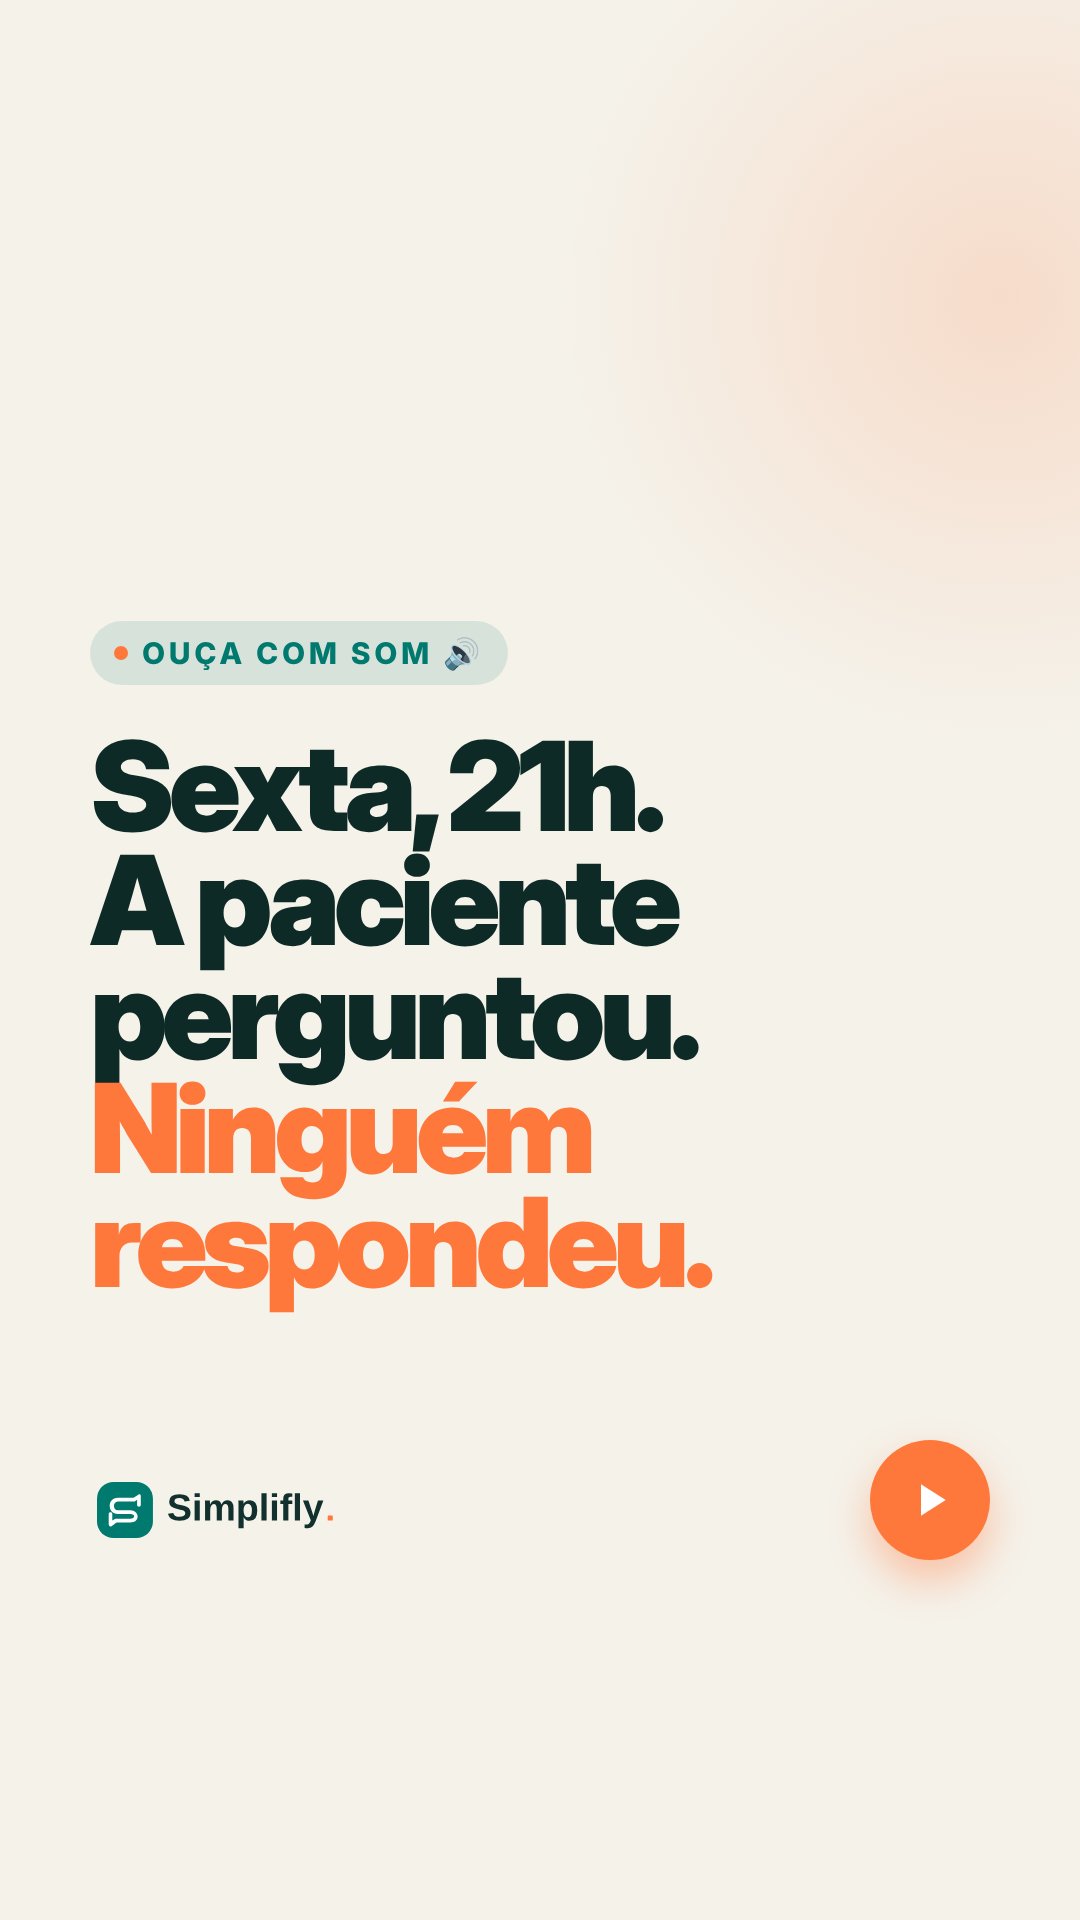 OUÇA COM SOM 🔊
Sexta, 21h.
A paciente
perguntou.
Ninguém
respondeu.
Simplifly.